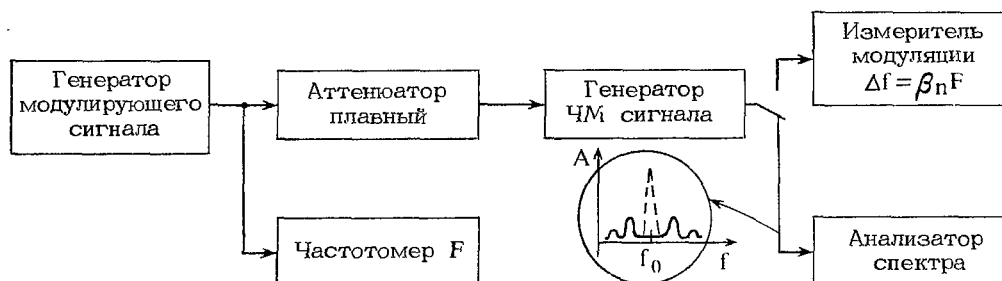 Генератор
модулирующего
сигнала
Аттенюатор
плавный
Генератор
ЧМ сигнала
Измеритель
модуляции
Δf = βnF
Частотомер F
A
f0
f
Анализатор
спектра